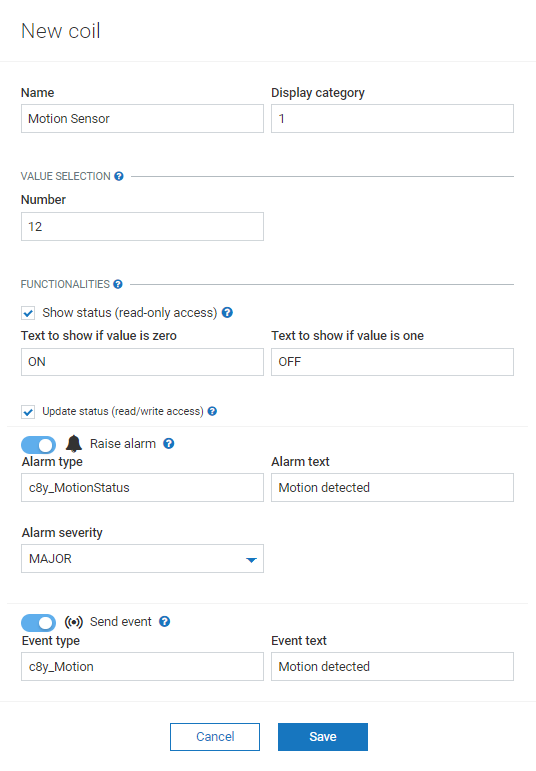 New coil
Name Display category
Motion Sensor 1
VALUE SELECTION ?
Number
12
FUNCTIONALITIES ?
Show status (read-only access) ?
Text to show if value is zero Text to show if value is one
ON OFF
Update status (read/write access) ?
Raise alarm ?
Alarm type Alarm text
c8y_MotionStatus Motion detected
Alarm severity
MAJOR
Send event ?
Event type Event text
c8y_Motion Motion detected
Cancel Save